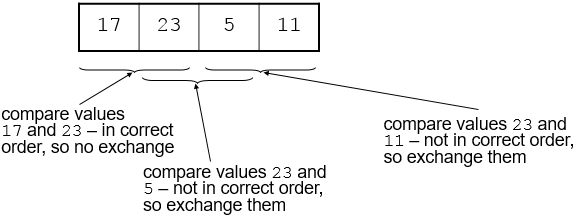 17 23 5 11
compare values
17 and 23 – in correct
order, so no exchange
compare values 23 and
5 – not in correct order,
so exchange them
compare values 23 and
11 – not in correct order,
so exchange them